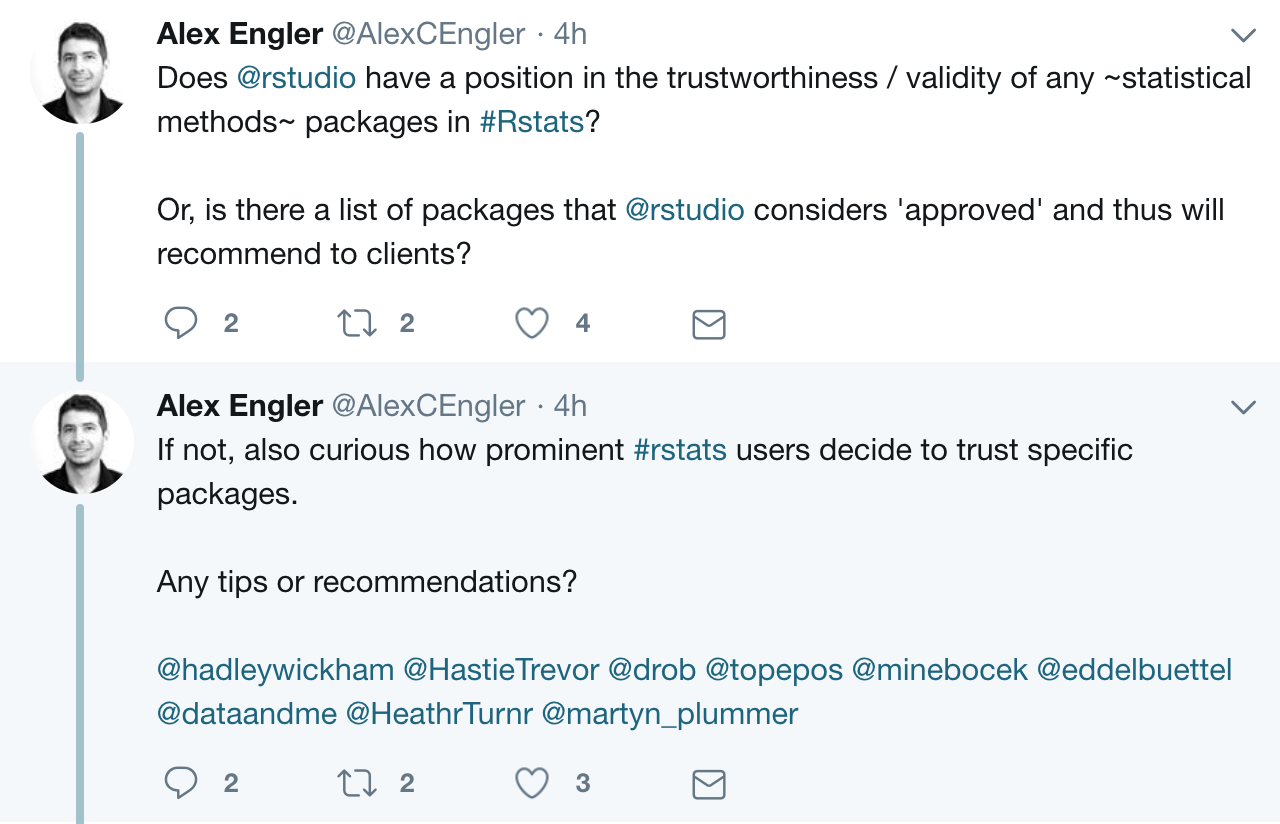 Alex Engler @AlexCEngler · 4h
Does @rstudio have a position in the trustworthiness / validity of any ~statistical
methods~ packages in #Rstats?
Or, is there a list of packages that @rstudio considers 'approved' and thus will
recommend to clients?
2 2 4
Alex Engler @AlexCEngler · 4h
If not, also curious how prominent #rstats users decide to trust specific
packages.
Any tips or recommendations?
@hadleywickham @HastieTrevor @drob @topepos @minebocek @eddelbuettel
@dataandme @HeathrTurnr @martyn_plummer
2 2 3